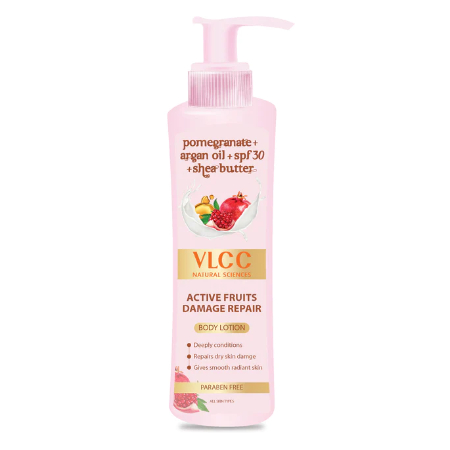 pomegranate +
argan oil + spf 30
+ shea butter
VLCC
NATURAL SCIENCES
ACTIVE FRUITS
DAMAGE REPAIR
BODY LOTION
Deeply conditions
Repairs dry skin damge
Gives smooth radiant skin
PARABEN FREE